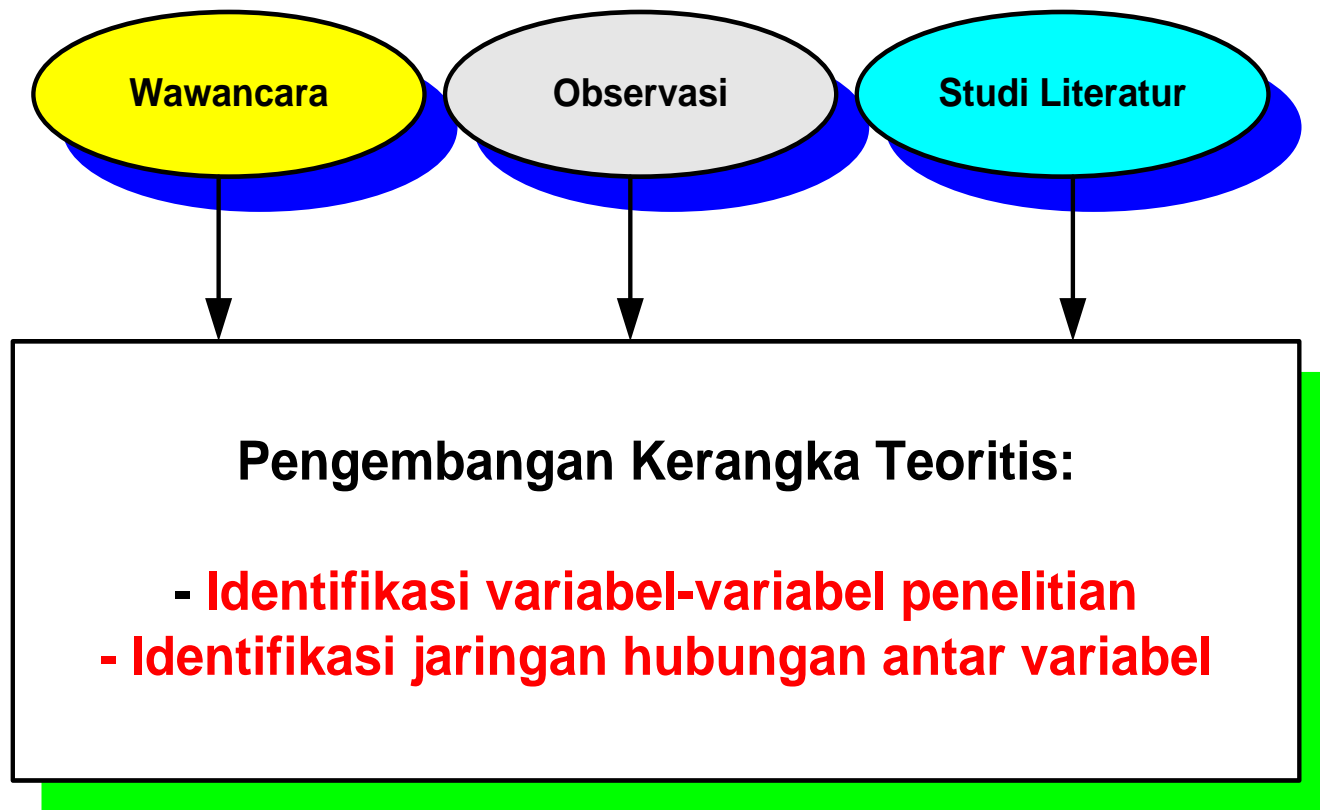 Wawancara
Observasi
Studi Literatur
Pengembangan Kerangka Teoritis:
- Identifikasi variabel-variabel penelitian
- Identifikasi jaringan hubungan antar variabel